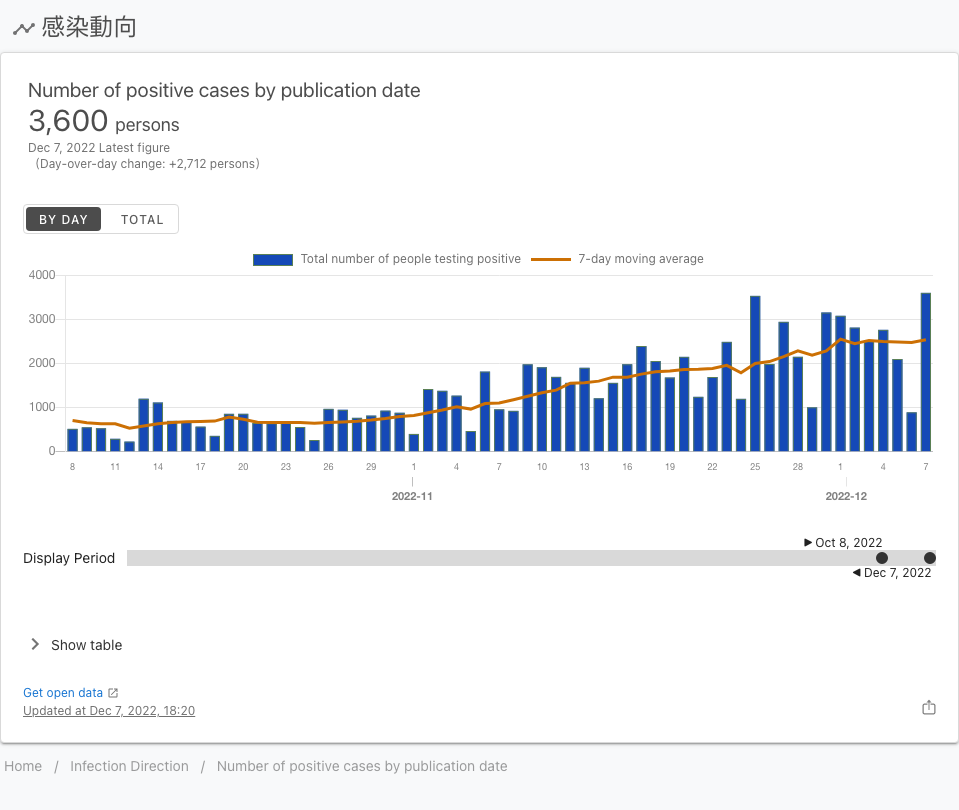 感染動向
Number of positive cases by publication date
3,600 persons
Dec 7, 2022 Latest figure
（Day-over-day change: +2,712 persons）
BY DAY TOTAL
Total number of people testing positive 7-day moving average
4000
3000
2000
1000
0
8 11 14 17 20 23 26 29 1 4 7 10 13 16 19 22 25 28 1 4 7
2022-11 2022-12
Oct 8, 2022
Display Period
Dec 7, 2022
Show table
Get open data
Updated at Dec 7, 2022, 18:20
Home / Infection Direction / Number of positive cases by publication date